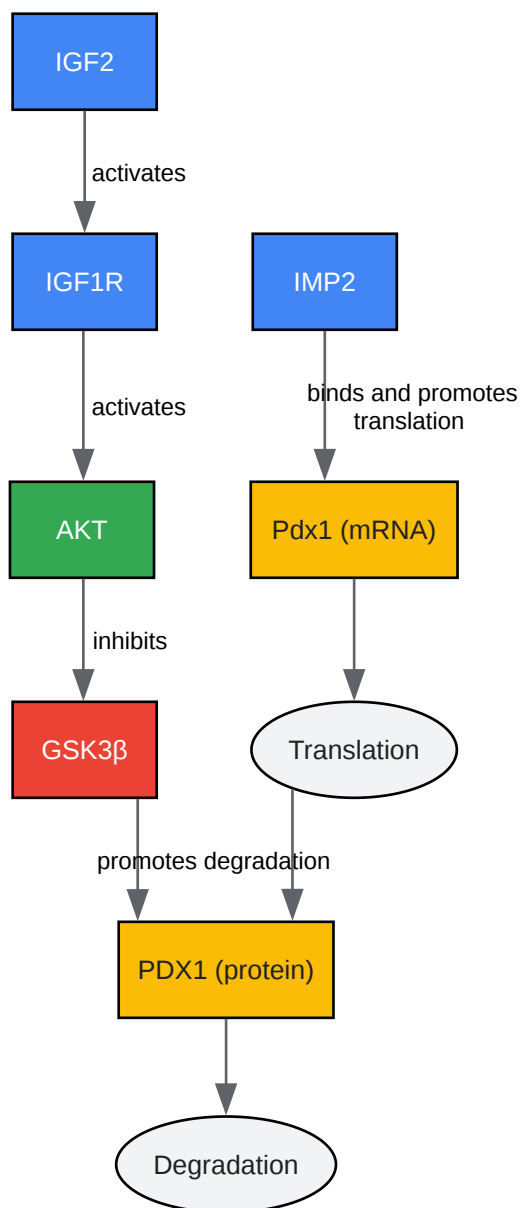 IGF2
activates
IGF1R
IMP2
activates
binds and promotes
translation
AKT
Pdx1 (mRNA)
inhibits
GSK3β
Translation
promotes degradation
PDX1 (protein)
Degradation